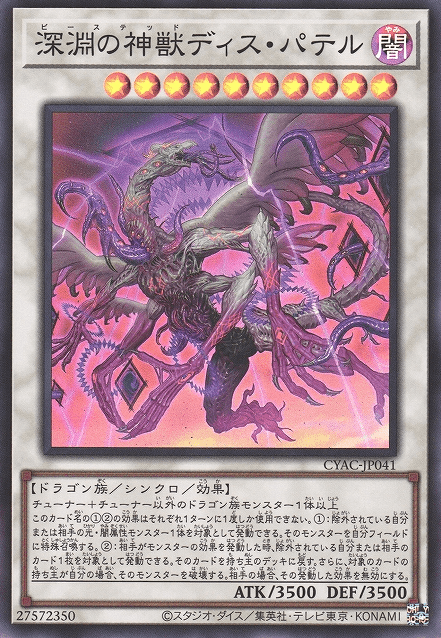 ビーステッド
深淵の神獣ディス・パテル
やみ
闇
CYAC-JP041
【ドラゴン族／シンクロ／効果】
チューナー＋チューナー以外のドラゴン族モンスター1体以上
このカード名の①②の効果はそれぞれ1ターンに1度しか使用できない。①：除外されている自分
または相手の元々の光・闇属性モンスター1体を対象として発動できる。そのモンスターを自分フィールド
に特殊召喚する。②：相手がモンスターの効果を発動した時、除外されている自分または相手の
カード1枚を対象として発動できる。そのカードを持ち主のデッキに戻す。さらに、対象のカードの
持ち主が自分の場合、そのモンスターを破壊する。相手の場合、その発動した効果を無効にする。
ATK/3500 DEF/3500
27572350
©スタジオ・ダイス／集英社・テレビ東京・KONAMI